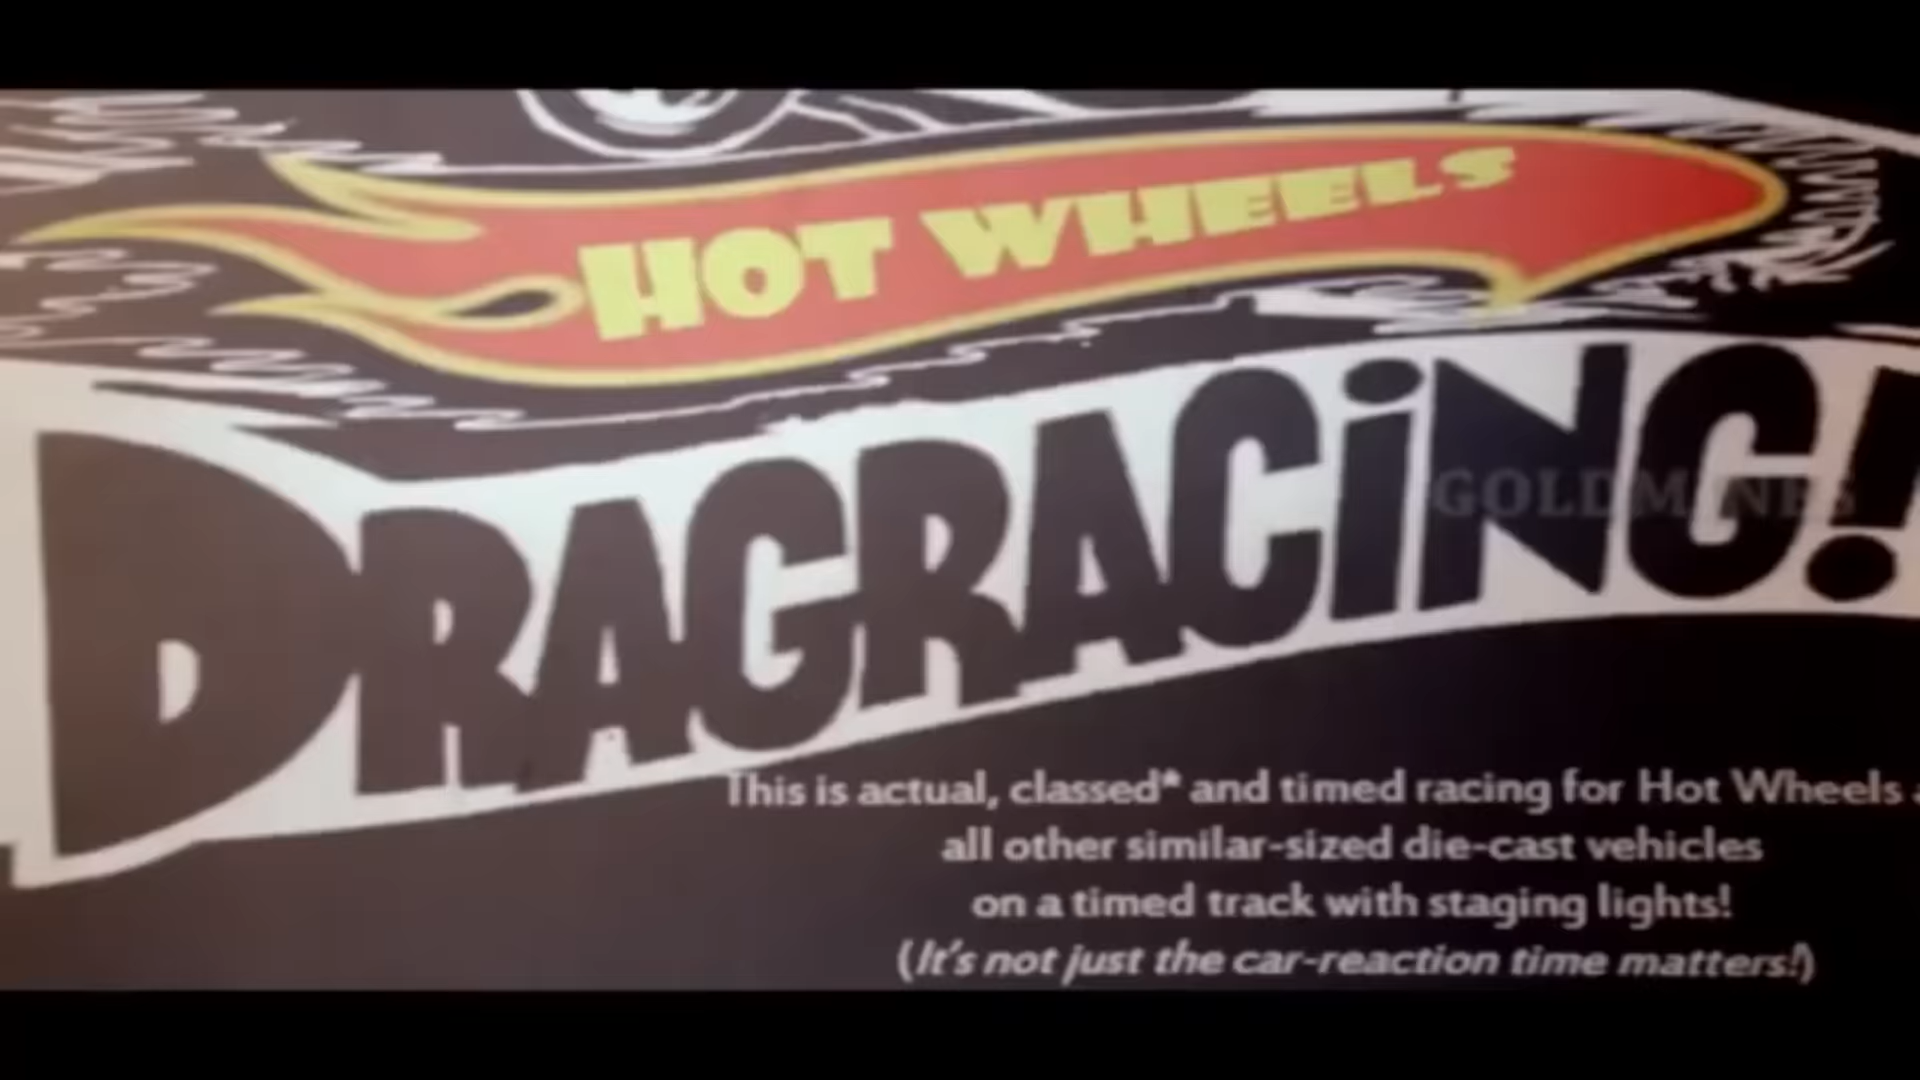 HOT WHEELS
DRAGRACiNG!
GOLDMINES
This is actual, classed* and timed racing for Hot Wheels
all other similar-sized die-cast vehicles
on a timed track with staging lights!
(It's not just the car-reaction time matters!)